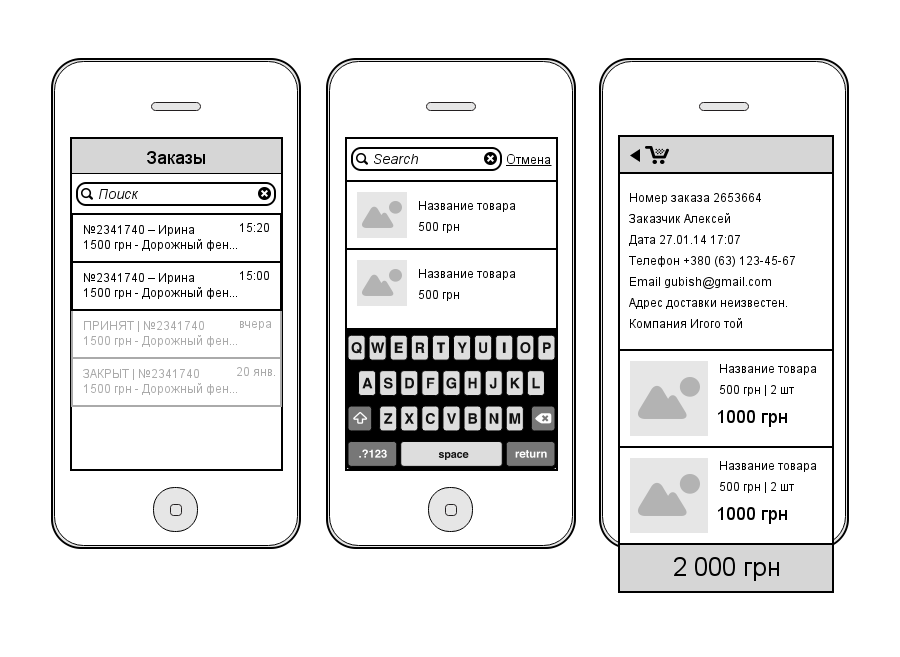 Заказы
Поиск
№2341740 – Ирина 15:20
1500 грн - Дорожный фен...
№2341740 – Ирина 15:00
1500 грн - Дорожный фен...
ПРИНЯТ | №2341740 вчера
1500 грн - Дорожный фен...
ЗАКРЫТ | №2341740 20 янв.
1500 грн - Дорожный фен...
Search Отмена
Название товара
500 грн
Название товара
500 грн
Q W E R T Y U I O P
A S D F G H J K L
Z X C V B N M
.?123 space return
Номер заказа 2653664
Заказчик Алексей
Дата 27.01.14 17:07
Телефон +380 (63) 123-45-67
Email gubish@gmail.com
Адрес доставки неизвестен.
Компания Игого той
Название товара
500 грн | 2 шт
1000 грн
Название товара
500 грн | 2 шт
1000 грн
2 000 грн